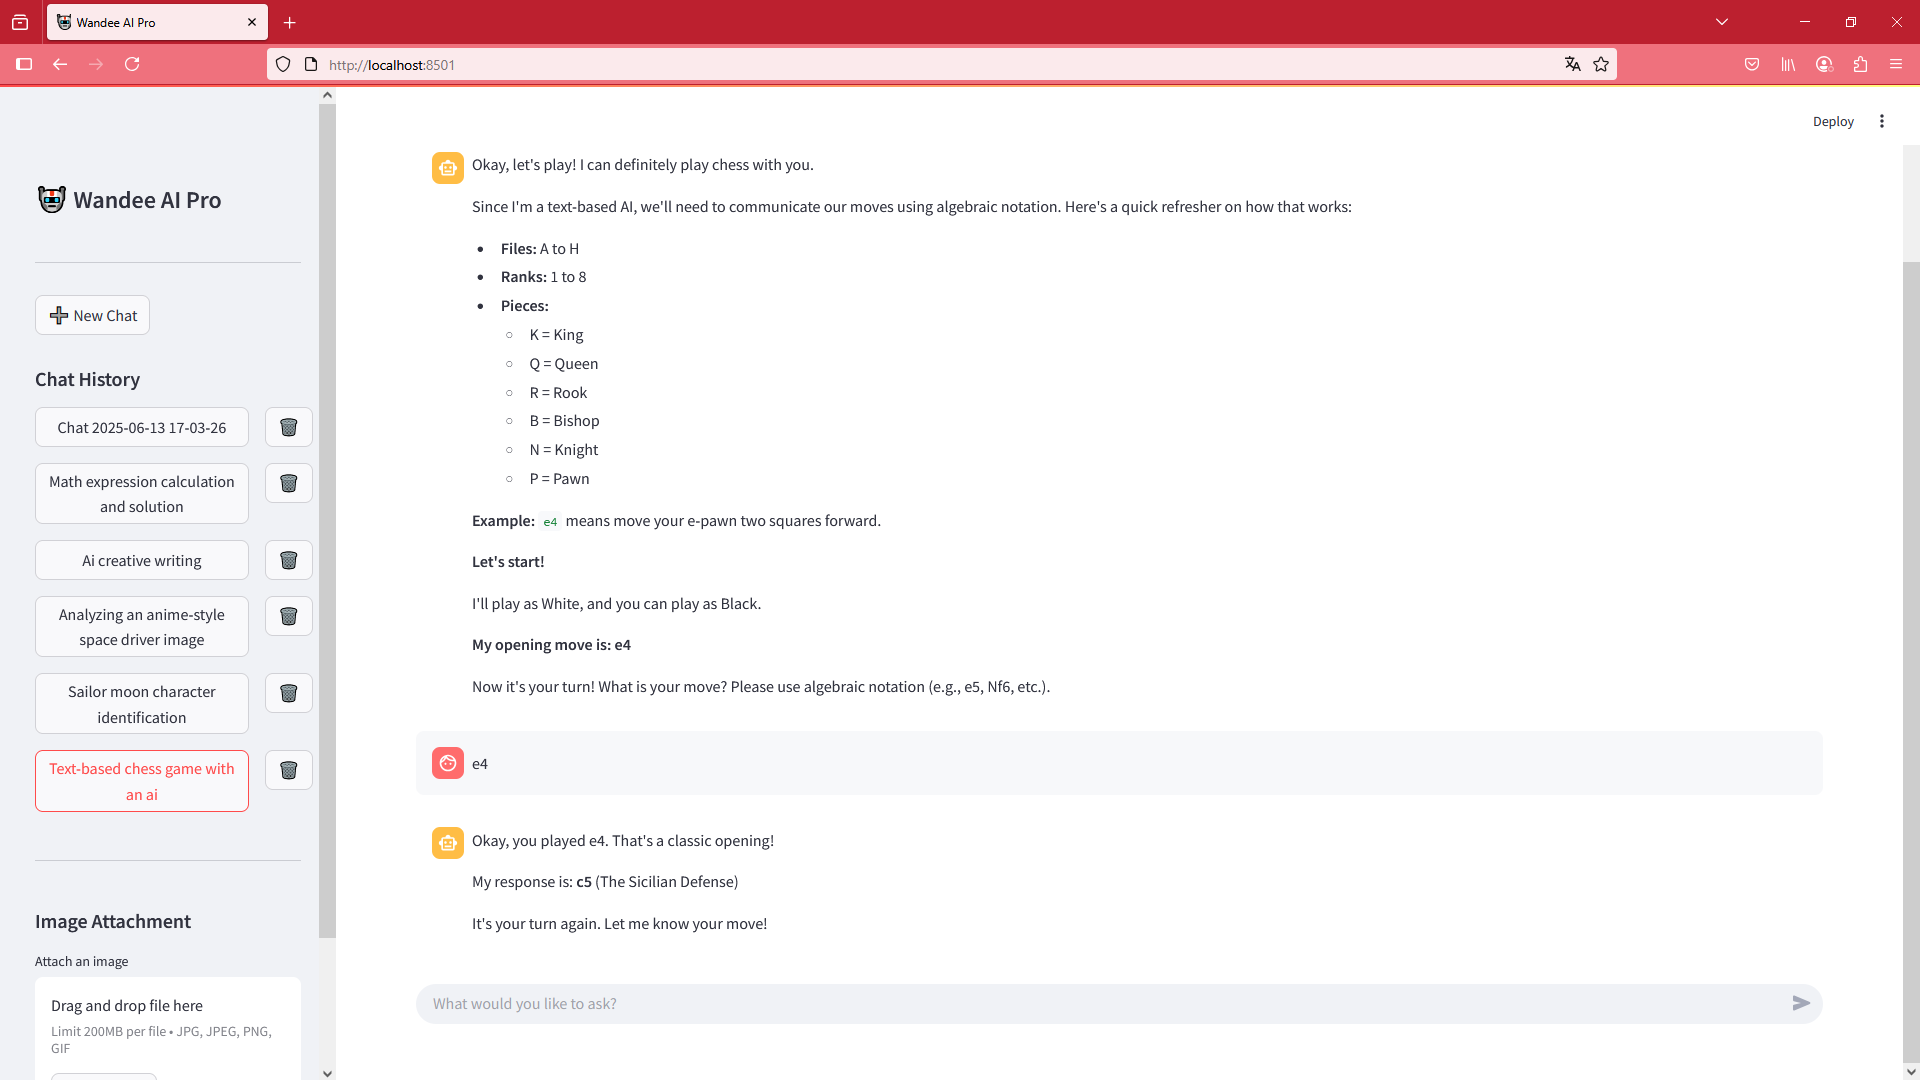 Wandee AI Pro
http://localhost:8501
Deploy
Wandee AI Pro
New Chat
Chat History
Chat 2025-06-13 17-03-26
Math expression calculation
and solution
Ai creative writing
Analyzing an anime-style
space driver image
Sailor moon character
identification
Text-based chess game with
an ai
Image Attachment
Attach an image
Drag and drop file here
Limit 200MB per file • JPG, JPEG, PNG,
GIF
Okay, let's play! I can definitely play chess with you.
Since I'm a text-based AI, we'll need to communicate our moves using algebraic notation. Here's a quick refresher on how that works:
• Files: A to H
• Ranks: 1 to 8
• Pieces:
○ K = King
○ Q = Queen
○ R = Rook
○ B = Bishop
○ N = Knight
○ P = Pawn
Example: e4 means move your e-pawn two squares forward.
Let's start!
I'll play as White, and you can play as Black.
My opening move is: e4
Now it's your turn! What is your move? Please use algebraic notation (e.g., e5, Nf6, etc.).
e4
Okay, you played e4. That's a classic opening!
My response is: c5 (The Sicilian Defense)
It's your turn again. Let me know your move!
What would you like to ask?